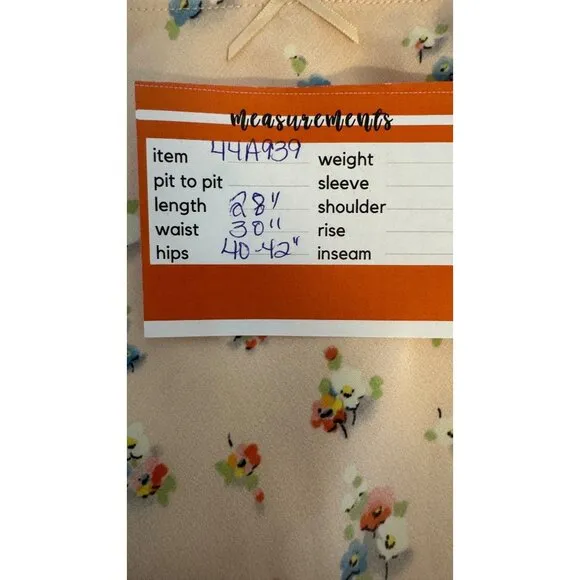 measurements
item 44A939 weight
pit to pit sleeve
length 28" shoulder
waist 30" rise
hips 40-42" inseam